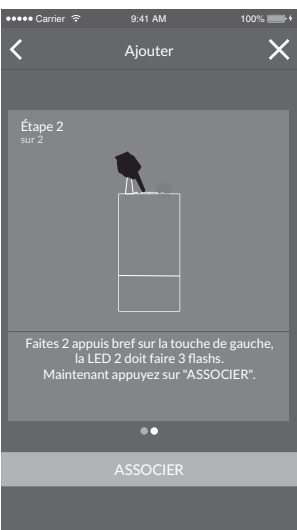 Carrier 9:41 AM 100%
Ajouter
Étape 2
sur 2
Faites 2 appuis bref sur la touche de gauche,
la LED 2 doit faire 3 flashs.
Maintenant appuyez sur "ASSOCIER".
ASSOCIER